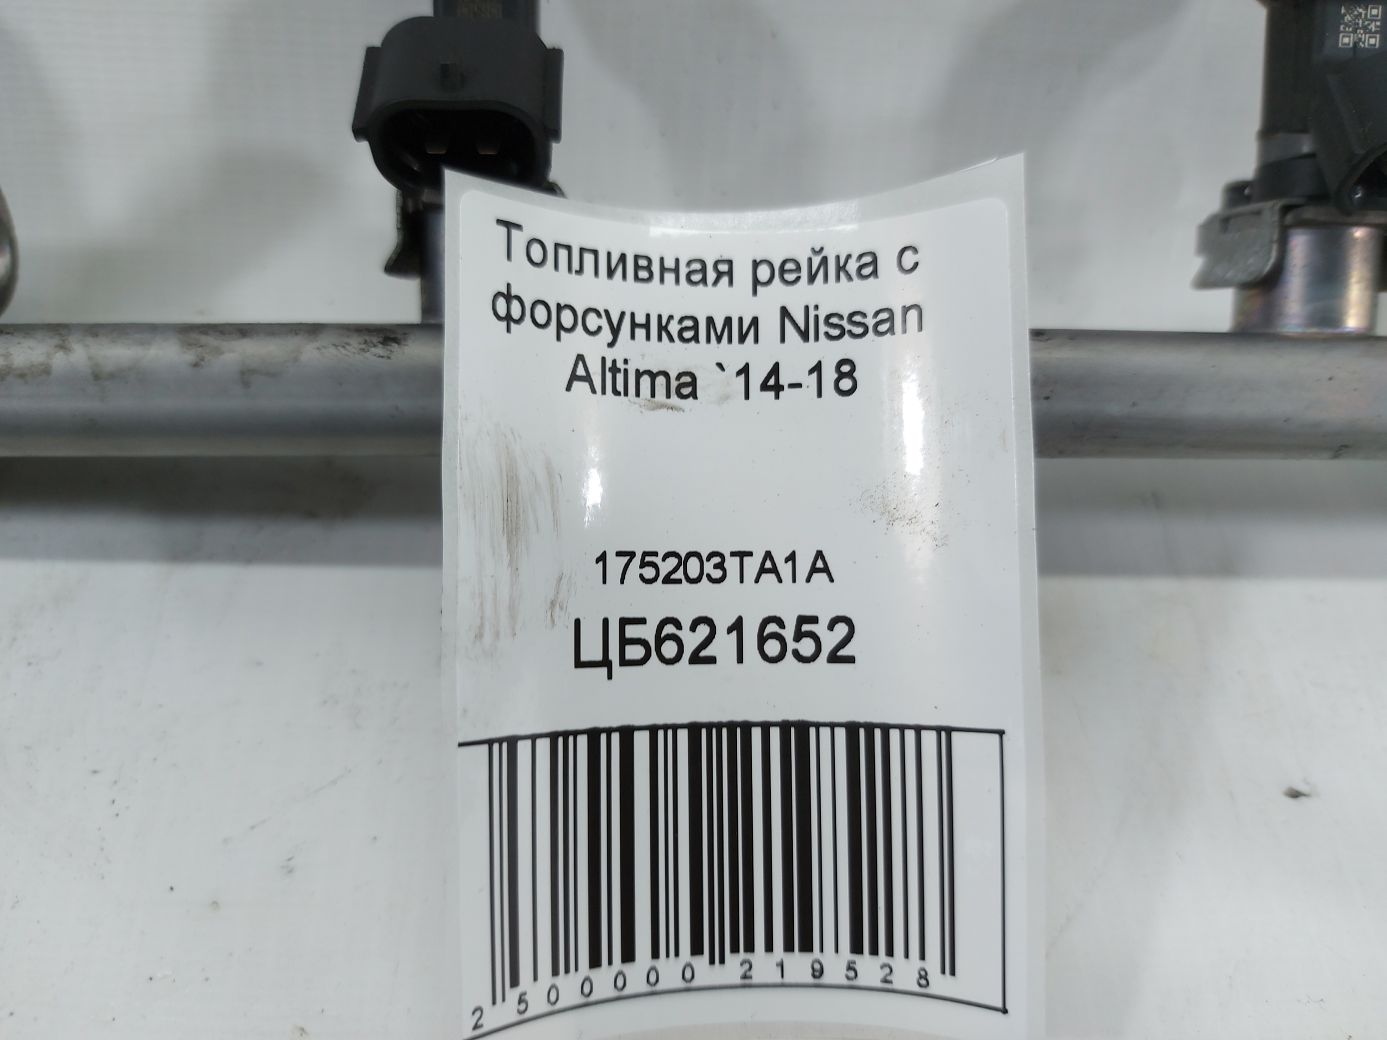 Топливная рейка с
форсунками Nissan
Altima `14-18
175203TA1A
ЦБ621652
2500000219528